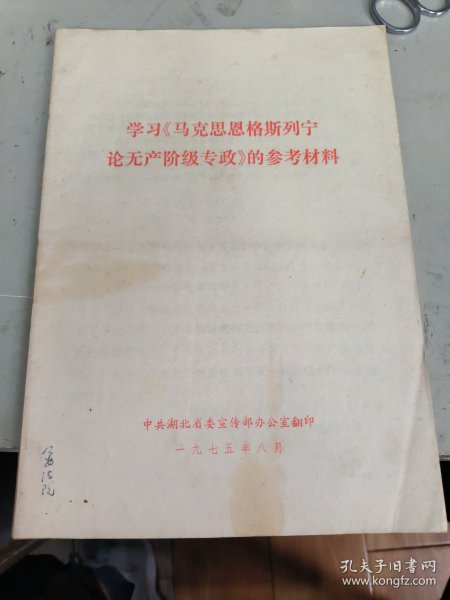 学习《马克思恩格斯列宁
论无产阶级专政》的参考材料
中共湖北省委宣传部办公室翻印
一九七五年八月
法院
孔夫子旧书网
www.kongfz.com